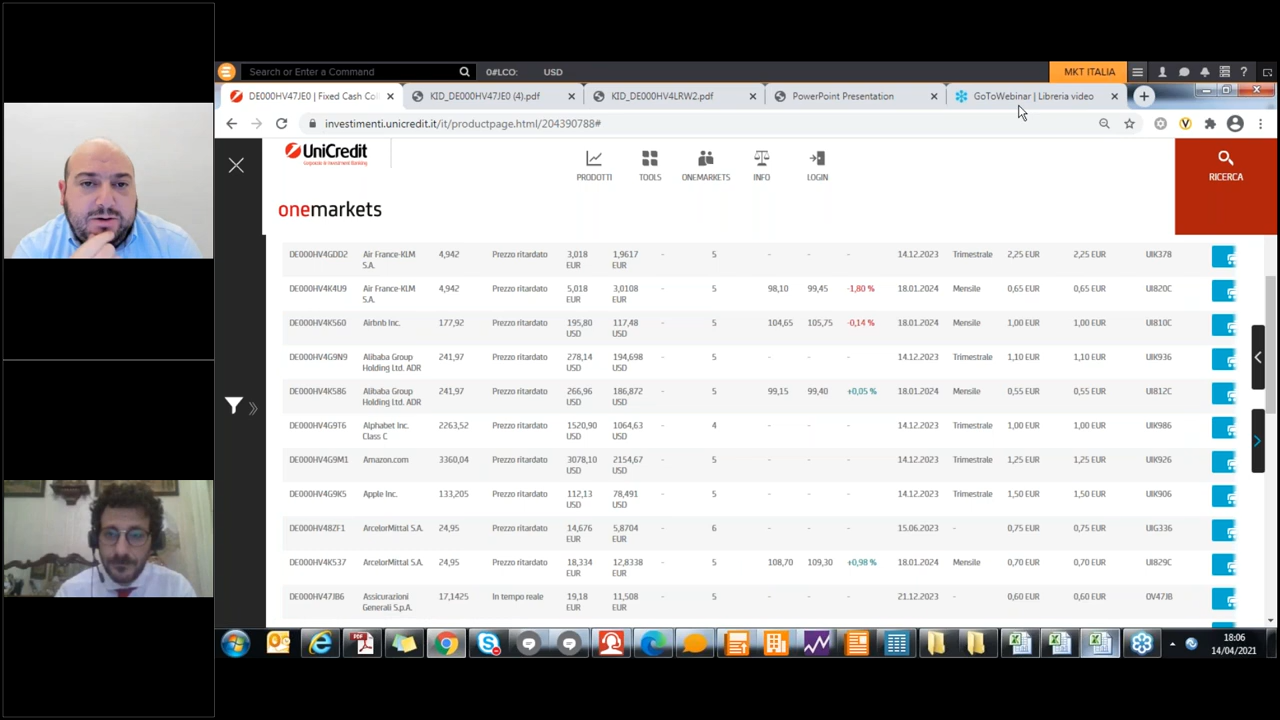 Search or Enter a Command 0#LCO: USD MKT ITALIA
DE000HV47JE0 | Fixed Cash Coll KID_DE000HV47JE0 (4).pdf KID_DE000HV4LRW2.pdf PowerPoint Presentation GoToWebinar | Libreria video
investimenti.unicredit.it/it/productpage.html/204390788#
UniCredit
PRODOTTI TOOLS ONEMARKETS INFO LOGIN RICERCA
onemarkets
DE000HV4GDD2 Air France-KLM 4,942 Prezzo ritardato 3,018 1,9617 - 5 - - - 14.12.2023 Trimestrale 2,25 EUR 2,25 EUR UIK378
S.A. EUR EUR
DE000HV4K4U9 Air France-KLM 4,942 Prezzo ritardato 5,018 3,0108 - 5 98,10 99,45 -1,80 % 18.01.2024 Mensile 0,65 EUR 0,65 EUR UI820C
S.A. EUR EUR
DE000HV4K560 Airbnb Inc. 177,92 Prezzo ritardato 195,80 117,48 - 5 104,65 105,75 -0,14 % 18.01.2024 Mensile 1,00 EUR 1,00 EUR UI810C
USD USD
DE000HV4G9N9 Alibaba Group 241,97 Prezzo ritardato 278,14 194,698 - 5 - - - 14.12.2023 Trimestrale 1,10 EUR 1,10 EUR UIK936
Holding Ltd. ADR USD USD
DE000HV4K586 Alibaba Group 241,97 Prezzo ritardato 266,96 186,872 - 5 99,15 99,40 +0,05 % 18.01.2024 Mensile 0,55 EUR 0,55 EUR UI812C
Holding Ltd. ADR USD USD
DE000HV4G9T6 Alphabet Inc. 2263,52 Prezzo ritardato 1520,90 1064,63 - 4 - - - 14.12.2023 Trimestrale 1,00 EUR 1,00 EUR UIK986
Class C USD USD
DE000HV4G9M1 Amazon.com 3360,04 Prezzo ritardato 3078,10 2154,67 - 5 - - - 14.12.2023 Trimestrale 1,25 EUR 1,25 EUR UIK926
USD USD
DE000HV4G9K5 Apple Inc. 133,205 Prezzo ritardato 112,13 78,491 - 5 - - - 14.12.2023 Trimestrale 1,50 EUR 1,50 EUR UIK906
USD USD
DE000HV48ZF1 ArcelorMittal S.A. 24,95 Prezzo ritardato 14,676 5,8704 - 6 - - - 15.06.2023 - 0,75 EUR 0,75 EUR UIG336
EUR EUR
DE000HV4K537 ArcelorMittal S.A. 24,95 Prezzo ritardato 18,334 12,8338 - 5 108,70 109,30 +0,98 % 18.01.2024 Mensile 0,70 EUR 0,70 EUR UI829C
EUR EUR
DE000HV47JB6 Assicurazioni 17,1425 In tempo reale 19,18 11,508 - 5 - - - 21.12.2023 - 0,60 EUR 0,60 EUR OV47JB
Generali S.p.A. EUR EUR
18:06
14/04/2021